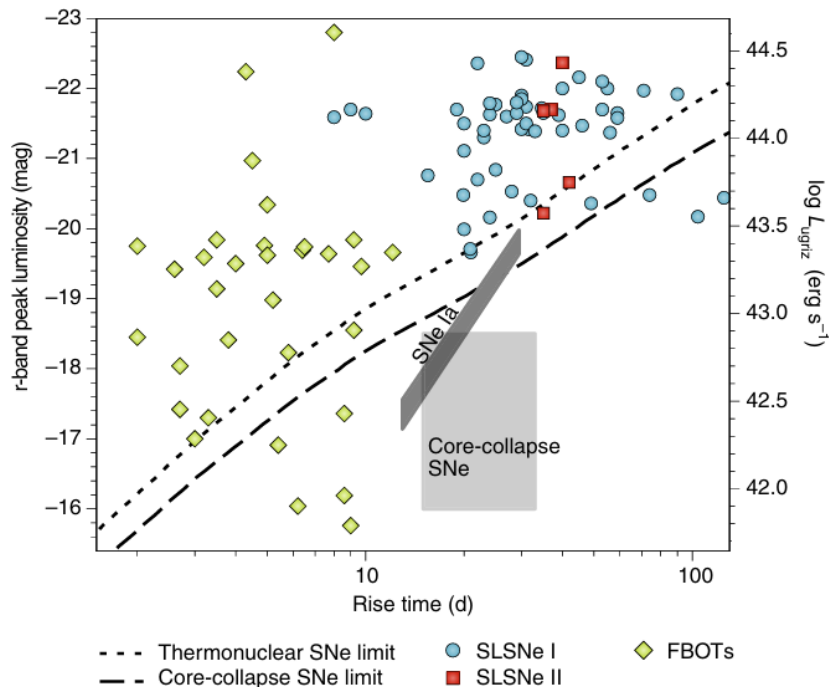 −23
−22
−21
−20
−19
−18
−17
−16
r-band peak luminosity (mag)
44.5
44.0
43.5
43.0
42.5
42.0
log L_ugriz (erg s⁻¹)
SNe Ia
Core-collapse
SNe
10
100
Rise time (d)
Thermonuclear SNe limit
SLSNe I
FBOTs
Core-collapse SNe limit
SLSNe II